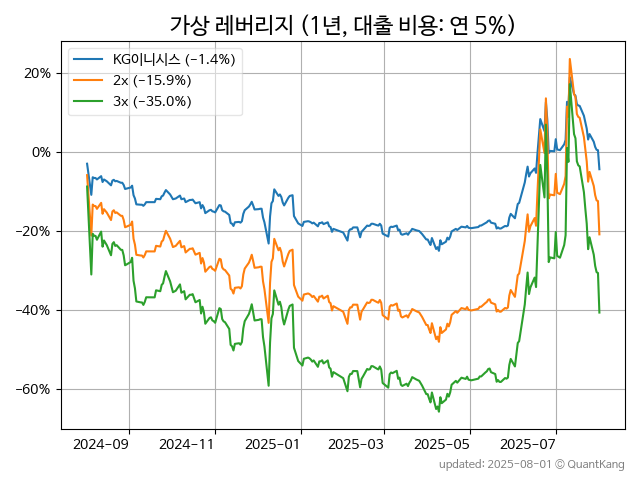 가상 레버리지 (1년, 대출 비용: 연 5%)
KG이니시스 (−1.4%)
2x (−15.9%)
3x (−35.0%)
20%
0%
−20%
−40%
−60%
2024−09 2024−11 2025−01 2025−03 2025−05 2025−07
updated: 2025-08-01 © QuantKang